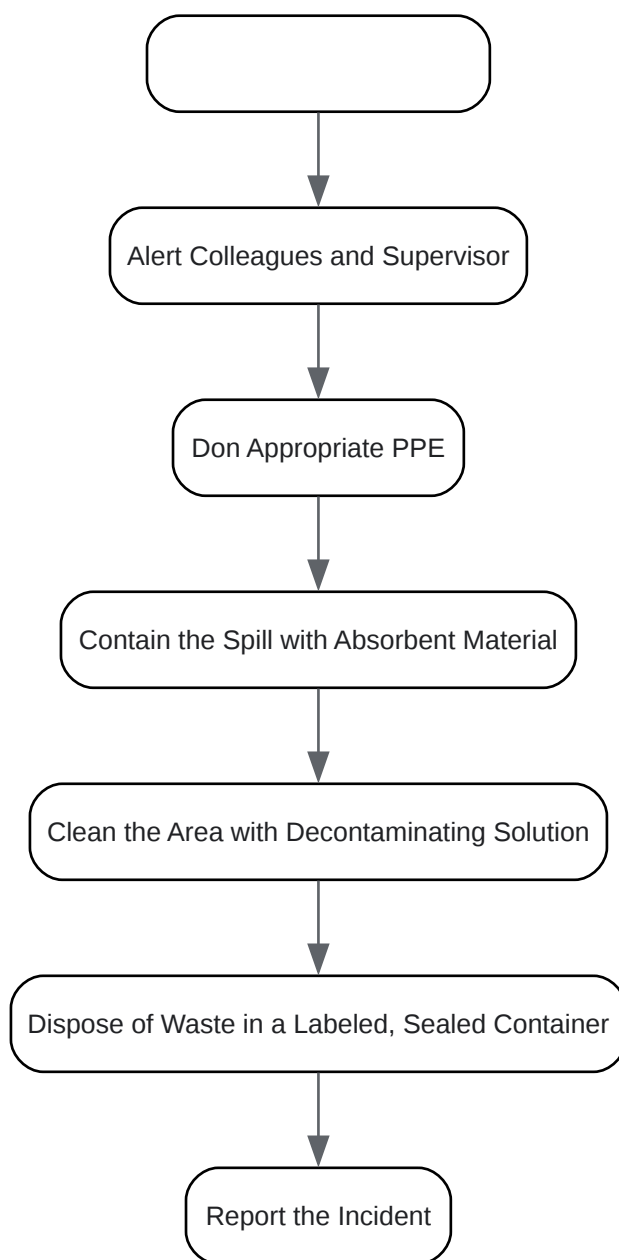 Alert Colleagues and Supervisor
Don Appropriate PPE
Contain the Spill with Absorbent Material
Clean the Area with Decontaminating Solution
Dispose of Waste in a Labeled, Sealed Container
Report the Incident